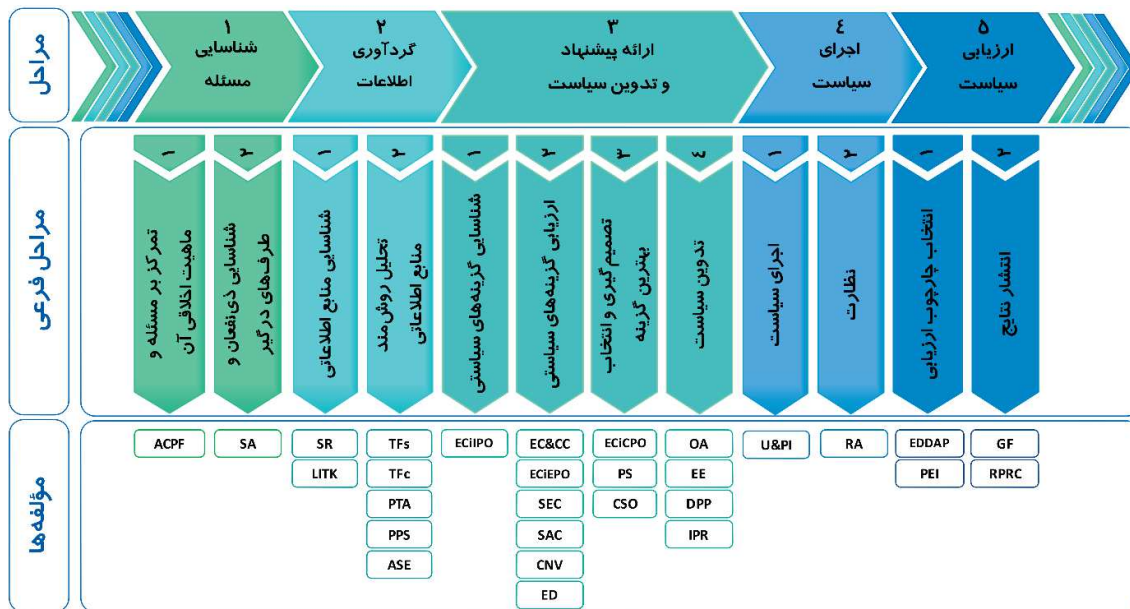 مراحل
۱
شناسایی
مسئله
۲
گردآوری
اطلاعات
۳
ارائه پیشنهاد
و تدوین سیاست
٤
اجرای
سیاست
۵
ارزیابی
سیاست
مراحل فرعی
۱
تمرکز بر مسئله و
ماهیت اخلاقی آن
۲
شناسایی ذی‌نفعان و
طرف‌های درگیر
۱
شناسایی منابع اطلاعاتی
۲
تحلیل روش‌مند
منابع اطلاعاتی
۱
شناسایی گزینه‌های سیاستی
۲
ارزیابی گزینه‌های سیاستی
۳
تصمیم گیری و انتخاب
بهترین گزینه
٤
تدوین سیاست
۱
اجرای سیاست
۲
نظارت
۱
انتخاب چارچوب ارزیابی
۲
انتشار نتایج
مؤلفه‌ها
ACPF
SA
SR
LITK
TFs
TFc
PTA
PPS
ASE
ECiIPO
EC&CC
ECiEPO
SEC
SAC
CNV
ED
ECiCPO
PS
CSO
OA
EE
DPP
IPR
U&PI
RA
EDDAP
PEI
GF
RPRC